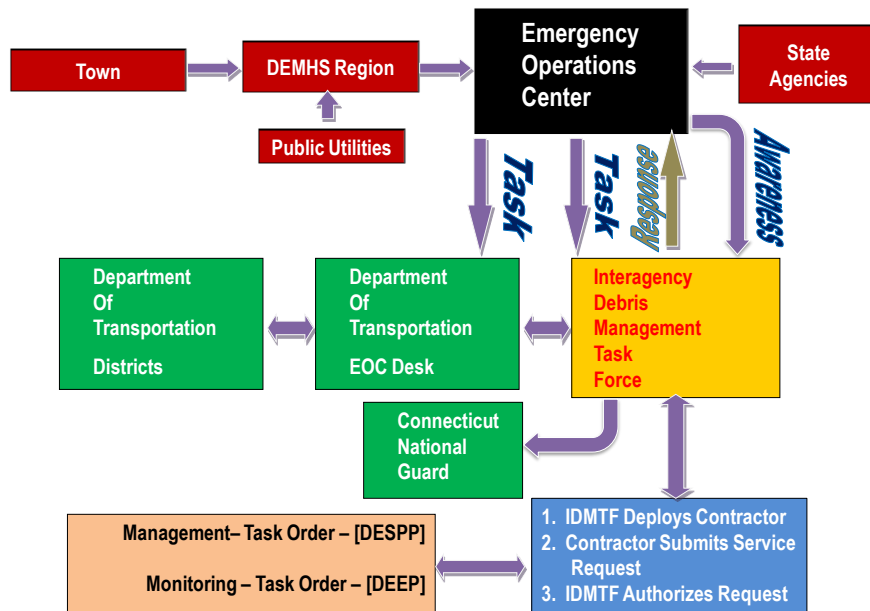 Town
DEMHS Region
Public Utilities
Emergency
Operations
Center
State
Agencies
Task
Task
Response
Awareness
Department
Of
Transportation
Districts
Department
Of
Transportation
EOC Desk
Interagency
Debris
Management
Task
Force
Connecticut
National
Guard
Management– Task Order – [DESPP]
Monitoring – Task Order – [DEEP]
1. IDMTF Deploys Contractor
2. Contractor Submits Service
Request
3. IDMTF Authorizes Request